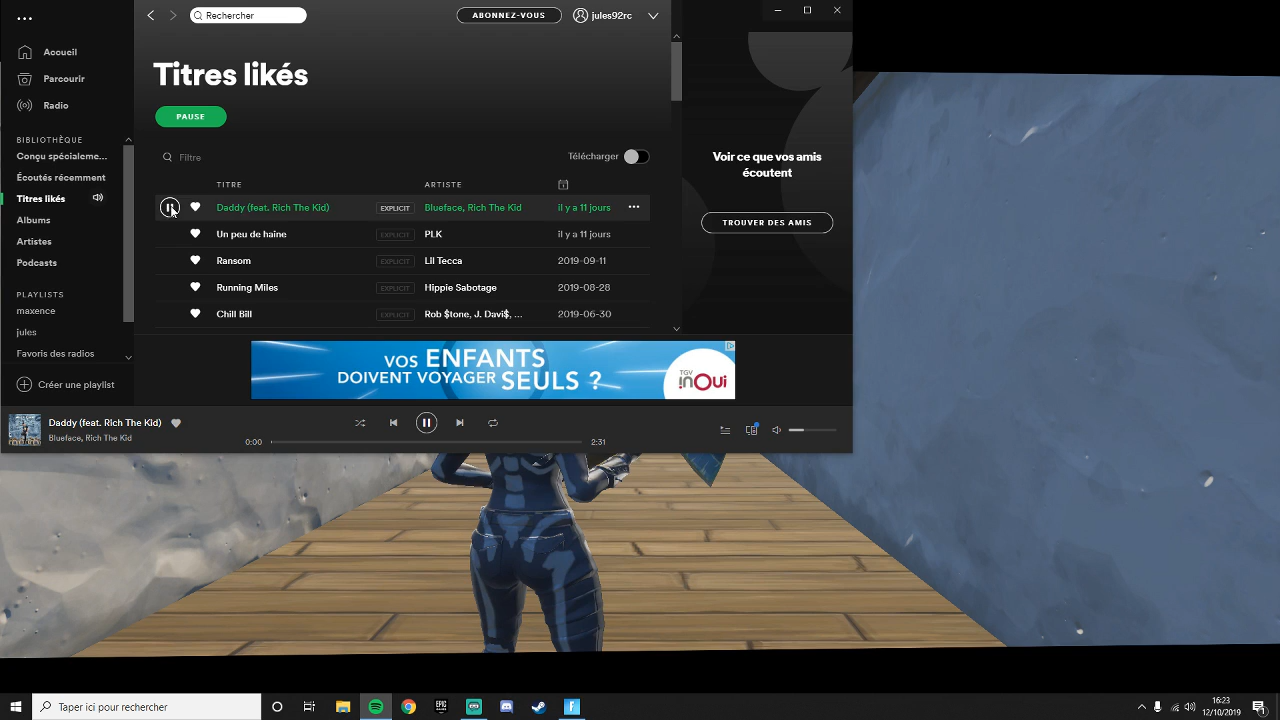 Rechercher
ABONNEZ-VOUS
jules92rc
Accueil
Parcourir
Radio
BIBLIOTHÈQUE
Conçu spécialeme...
Écoutés récemment
Titres likés
Albums
Artistes
Podcasts
PLAYLISTS
maxence
jules
Favoris des radios
Créer une playlist
Titres likés
PAUSE
Filtre
Télécharger
TITRE ARTISTE
Daddy (feat. Rich The Kid) EXPLICIT Blueface, Rich The Kid il y a 11 jours
Un peu de haine EXPLICIT PLK il y a 11 jours
Ransom EXPLICIT Lil Tecca 2019-09-11
Running Miles EXPLICIT Hippie Sabotage 2019-08-28
Chill Bill EXPLICIT Rob $tone, J. Davi$, ... 2019-06-30
Voir ce que vos amis
écoutent
TROUVER DES AMIS
VOS ENFANTS
DOIVENT VOYAGER SEULS ?
TGV
inOui
Daddy (feat. Rich The Kid)
Blueface, Rich The Kid
0:00
2:31
Taper ici pour rechercher
EPIC
GAMES
16:23
12/10/2019